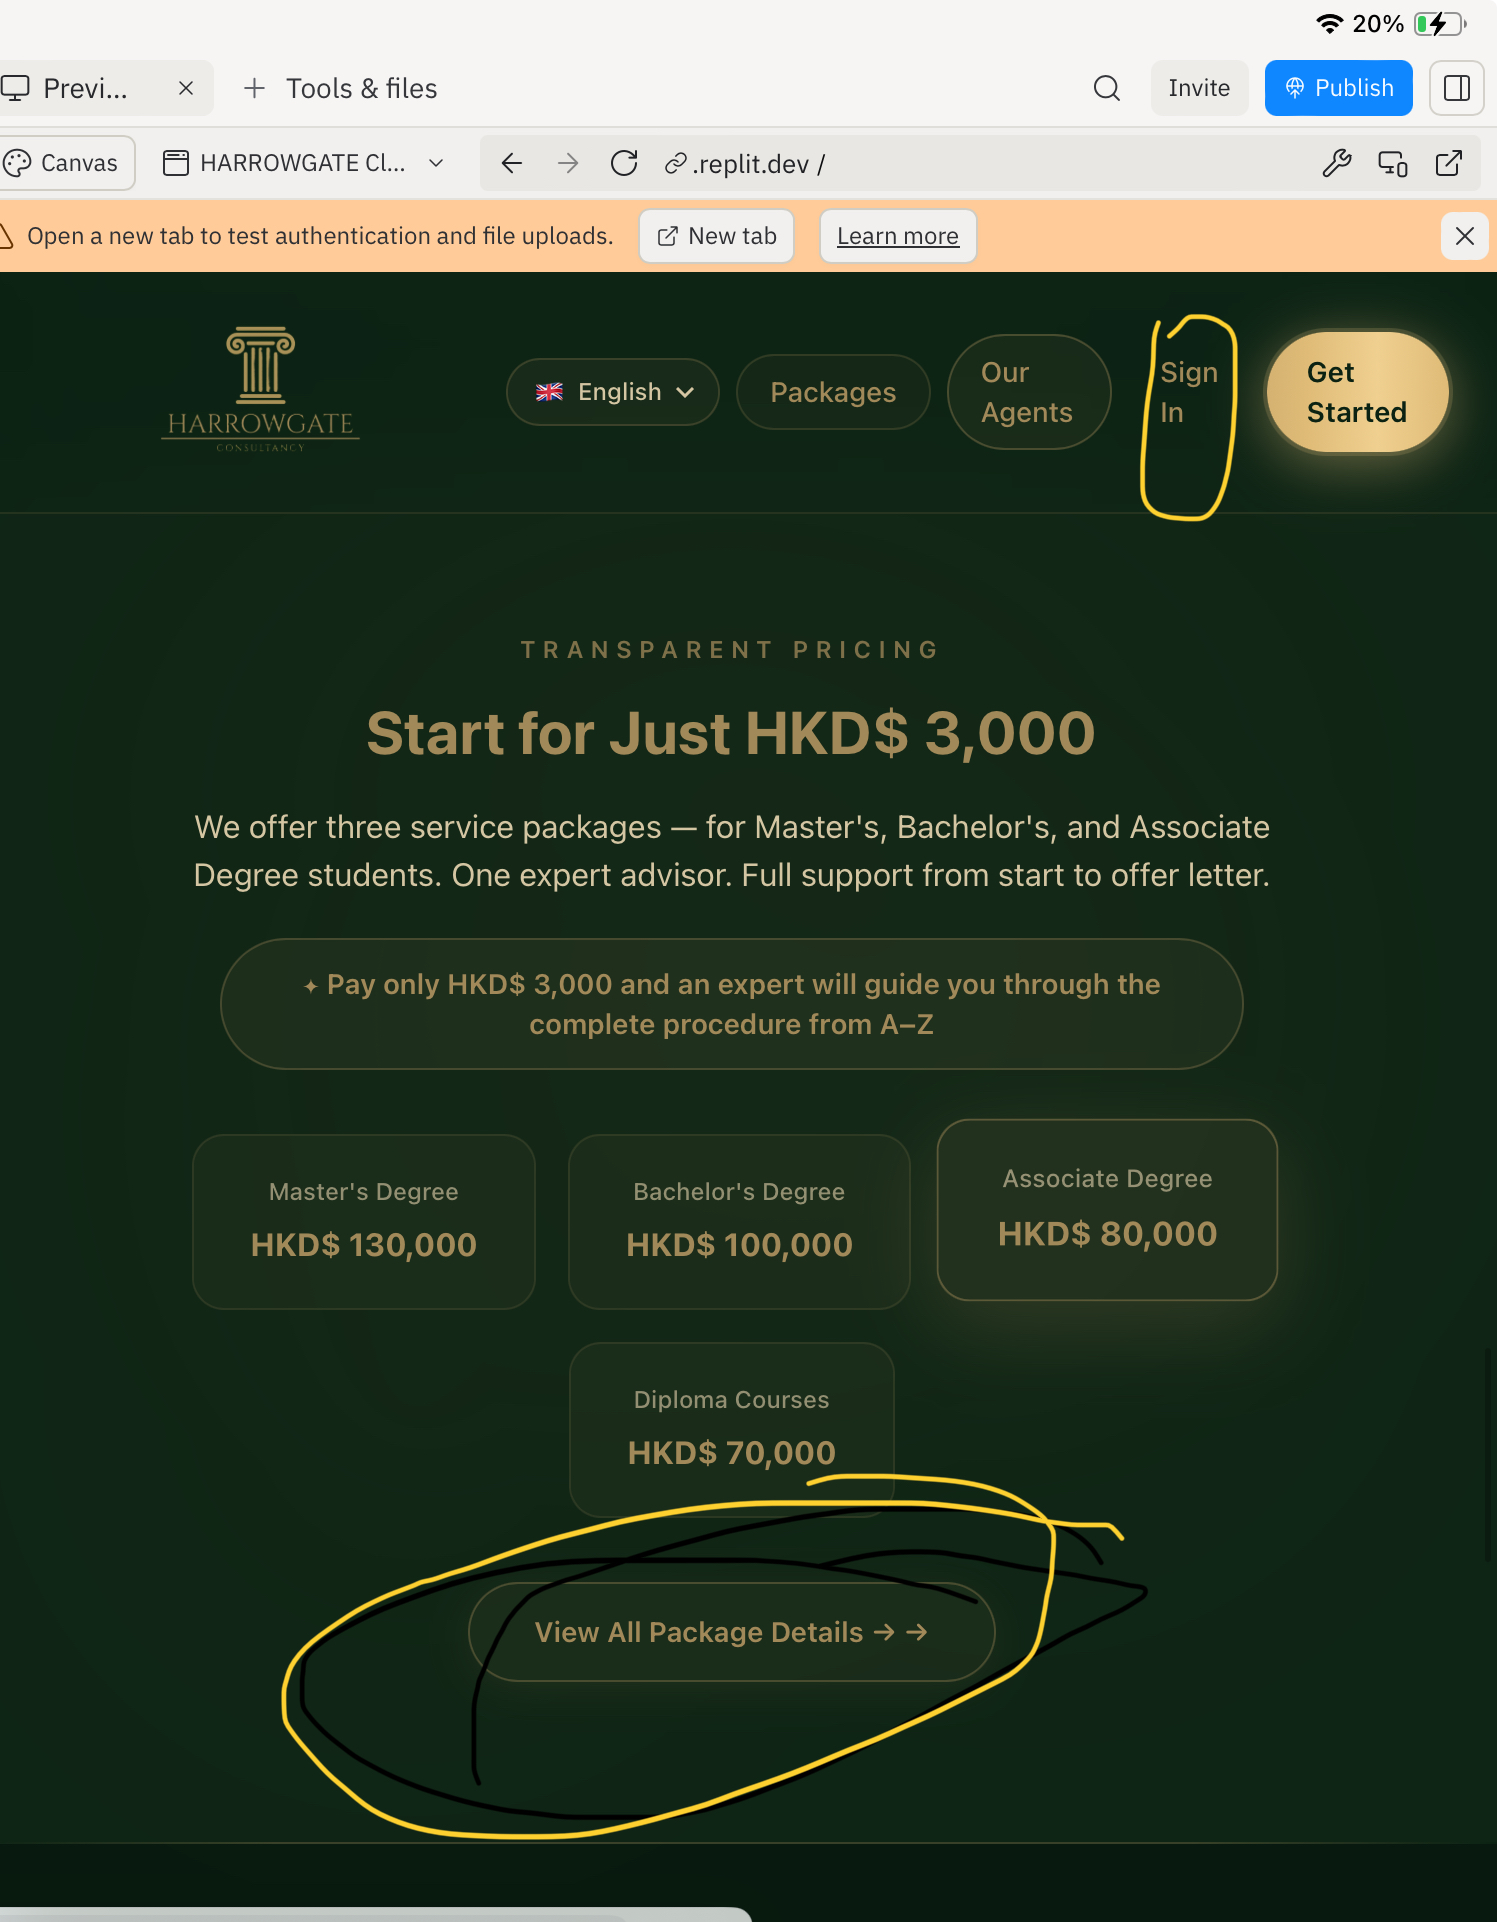 20%
Previ...
Tools & files
Invite
Publish
Canvas
HARROWGATE Cl...
.replit.dev /
Open a new tab to test authentication and file uploads.
New tab
Learn more
HARROWGATE
CONSULTANCY
English
Packages
Our
Agents
Sign
In
Get
Started
TRANSPARENT PRICING
Start for Just HKD$ 3,000
We offer three service packages — for Master's, Bachelor's, and Associate
Degree students. One expert advisor. Full support from start to offer letter.
✦ Pay only HKD$ 3,000 and an expert will guide you through the
complete procedure from A–Z
Master's Degree
HKD$ 130,000
Bachelor's Degree
HKD$ 100,000
Associate Degree
HKD$ 80,000
Diploma Courses
HKD$ 70,000
View All Package Details → →